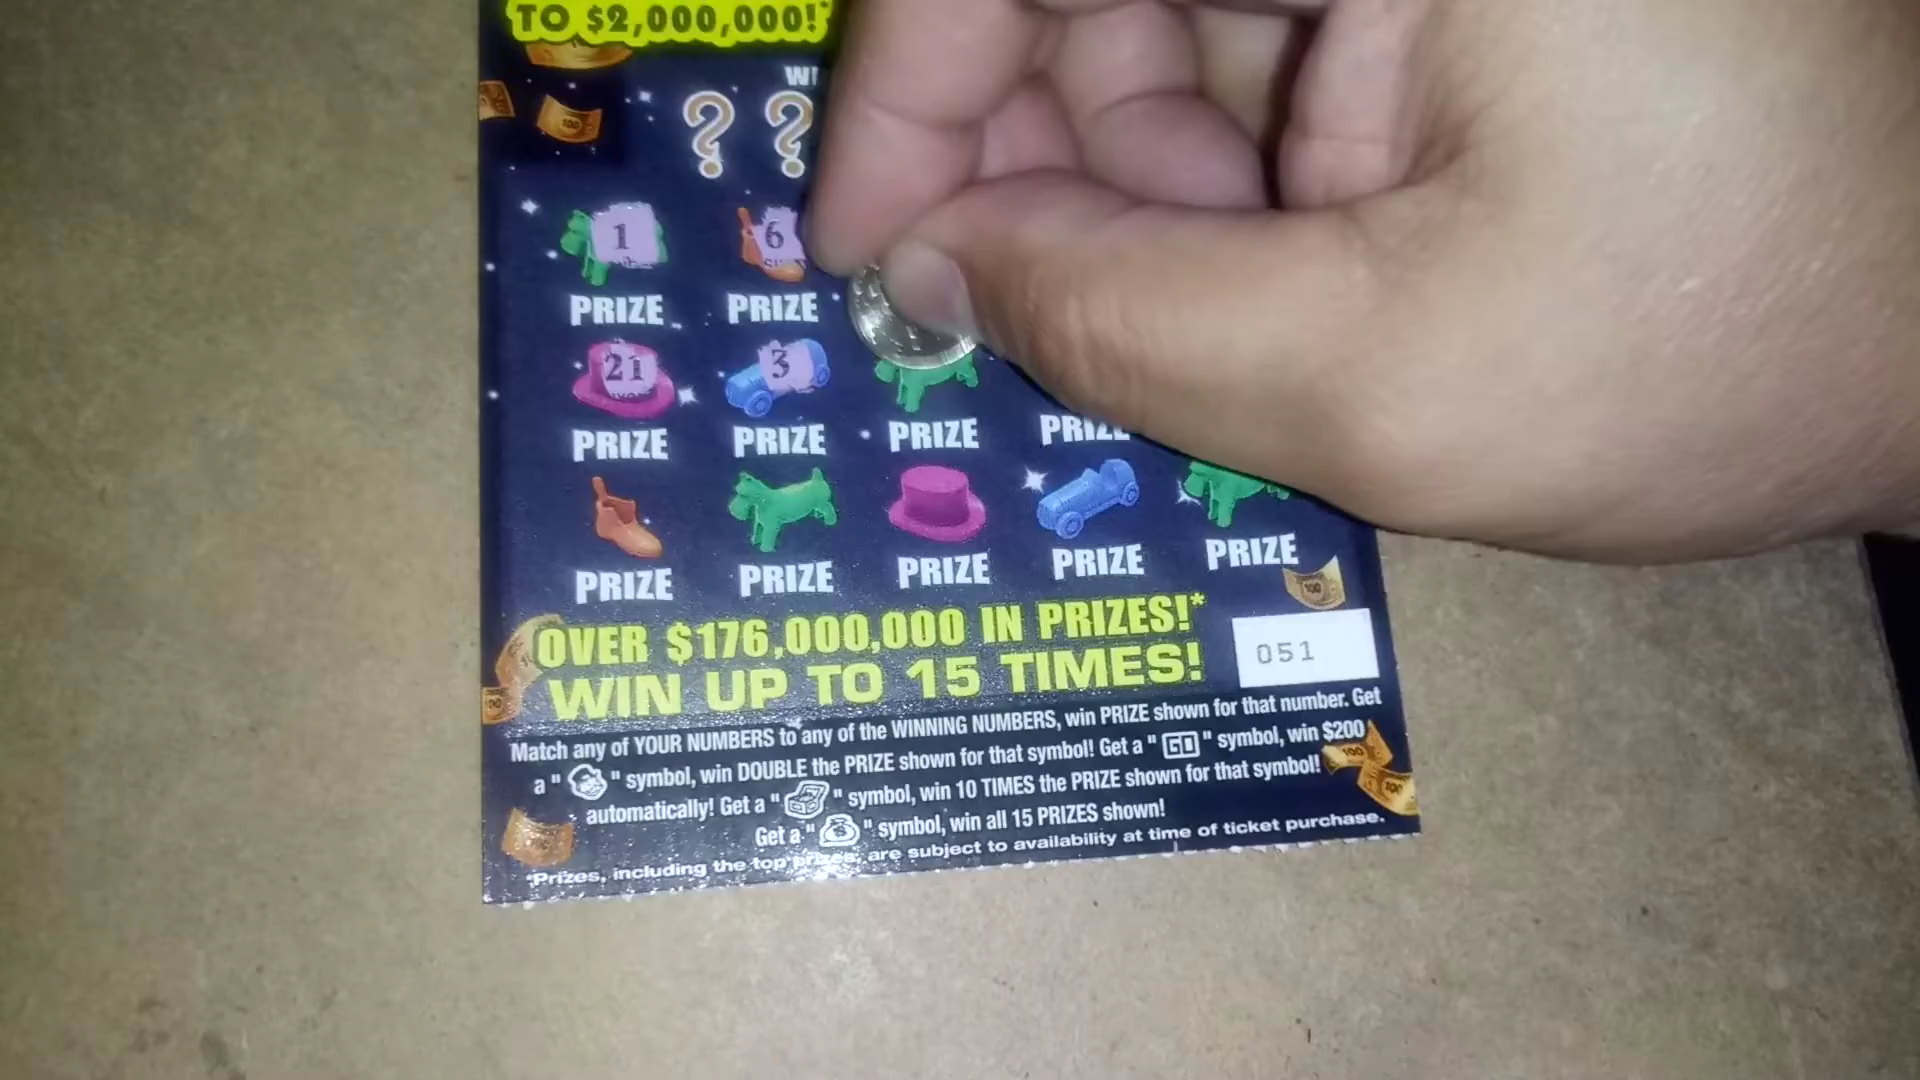 TO $2,000,000!*
? ?
1 6
PRIZE PRIZE
21 3
PRIZE PRIZE PRIZE
PRIZE PRIZE PRIZE PRIZE PRIZE
OVER $176,000,000 IN PRIZES!*
WIN UP TO 15 TIMES!
051
Match any of YOUR NUMBERS to any of the WINNING NUMBERS, win PRIZE shown for that number. Get
a " " symbol, win DOUBLE the PRIZE shown for that symbol! Get a " GO " symbol, win $200
automatically! Get a " " symbol, win 10 TIMES the PRIZE shown for that symbol!
Get a " " symbol, win all 15 PRIZES shown!
*Prizes, including the top prizes, are subject to availability at time of ticket purchase.